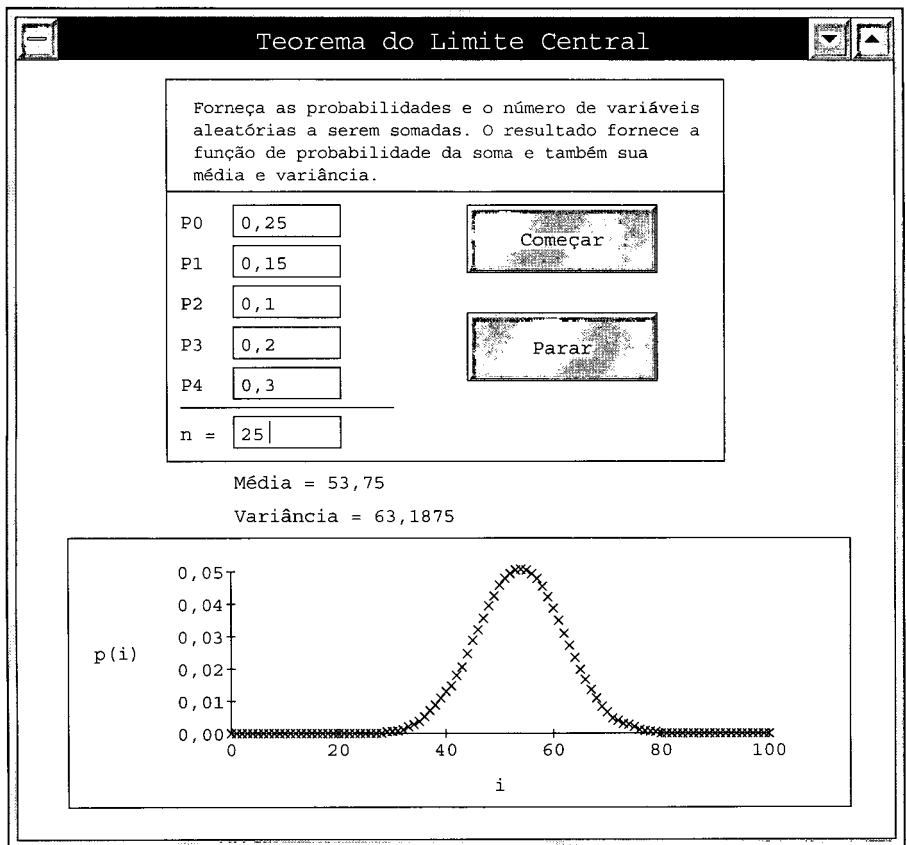 Teorema do Limite Central
Forneça as probabilidades e o número de variáveis
aleatórias a serem somadas. O resultado fornece a
função de probabilidade da soma e também sua
média e variância.
P0 0,25
P1 0,15
P2 0,1
P3 0,2
P4 0,3
n = 25
Começar
Parar
Média = 53,75
Variância = 63,1875
0,05
0,04
0,03
p(i)
0,02
0,01
0,00
0 20 40 60 80 100
i